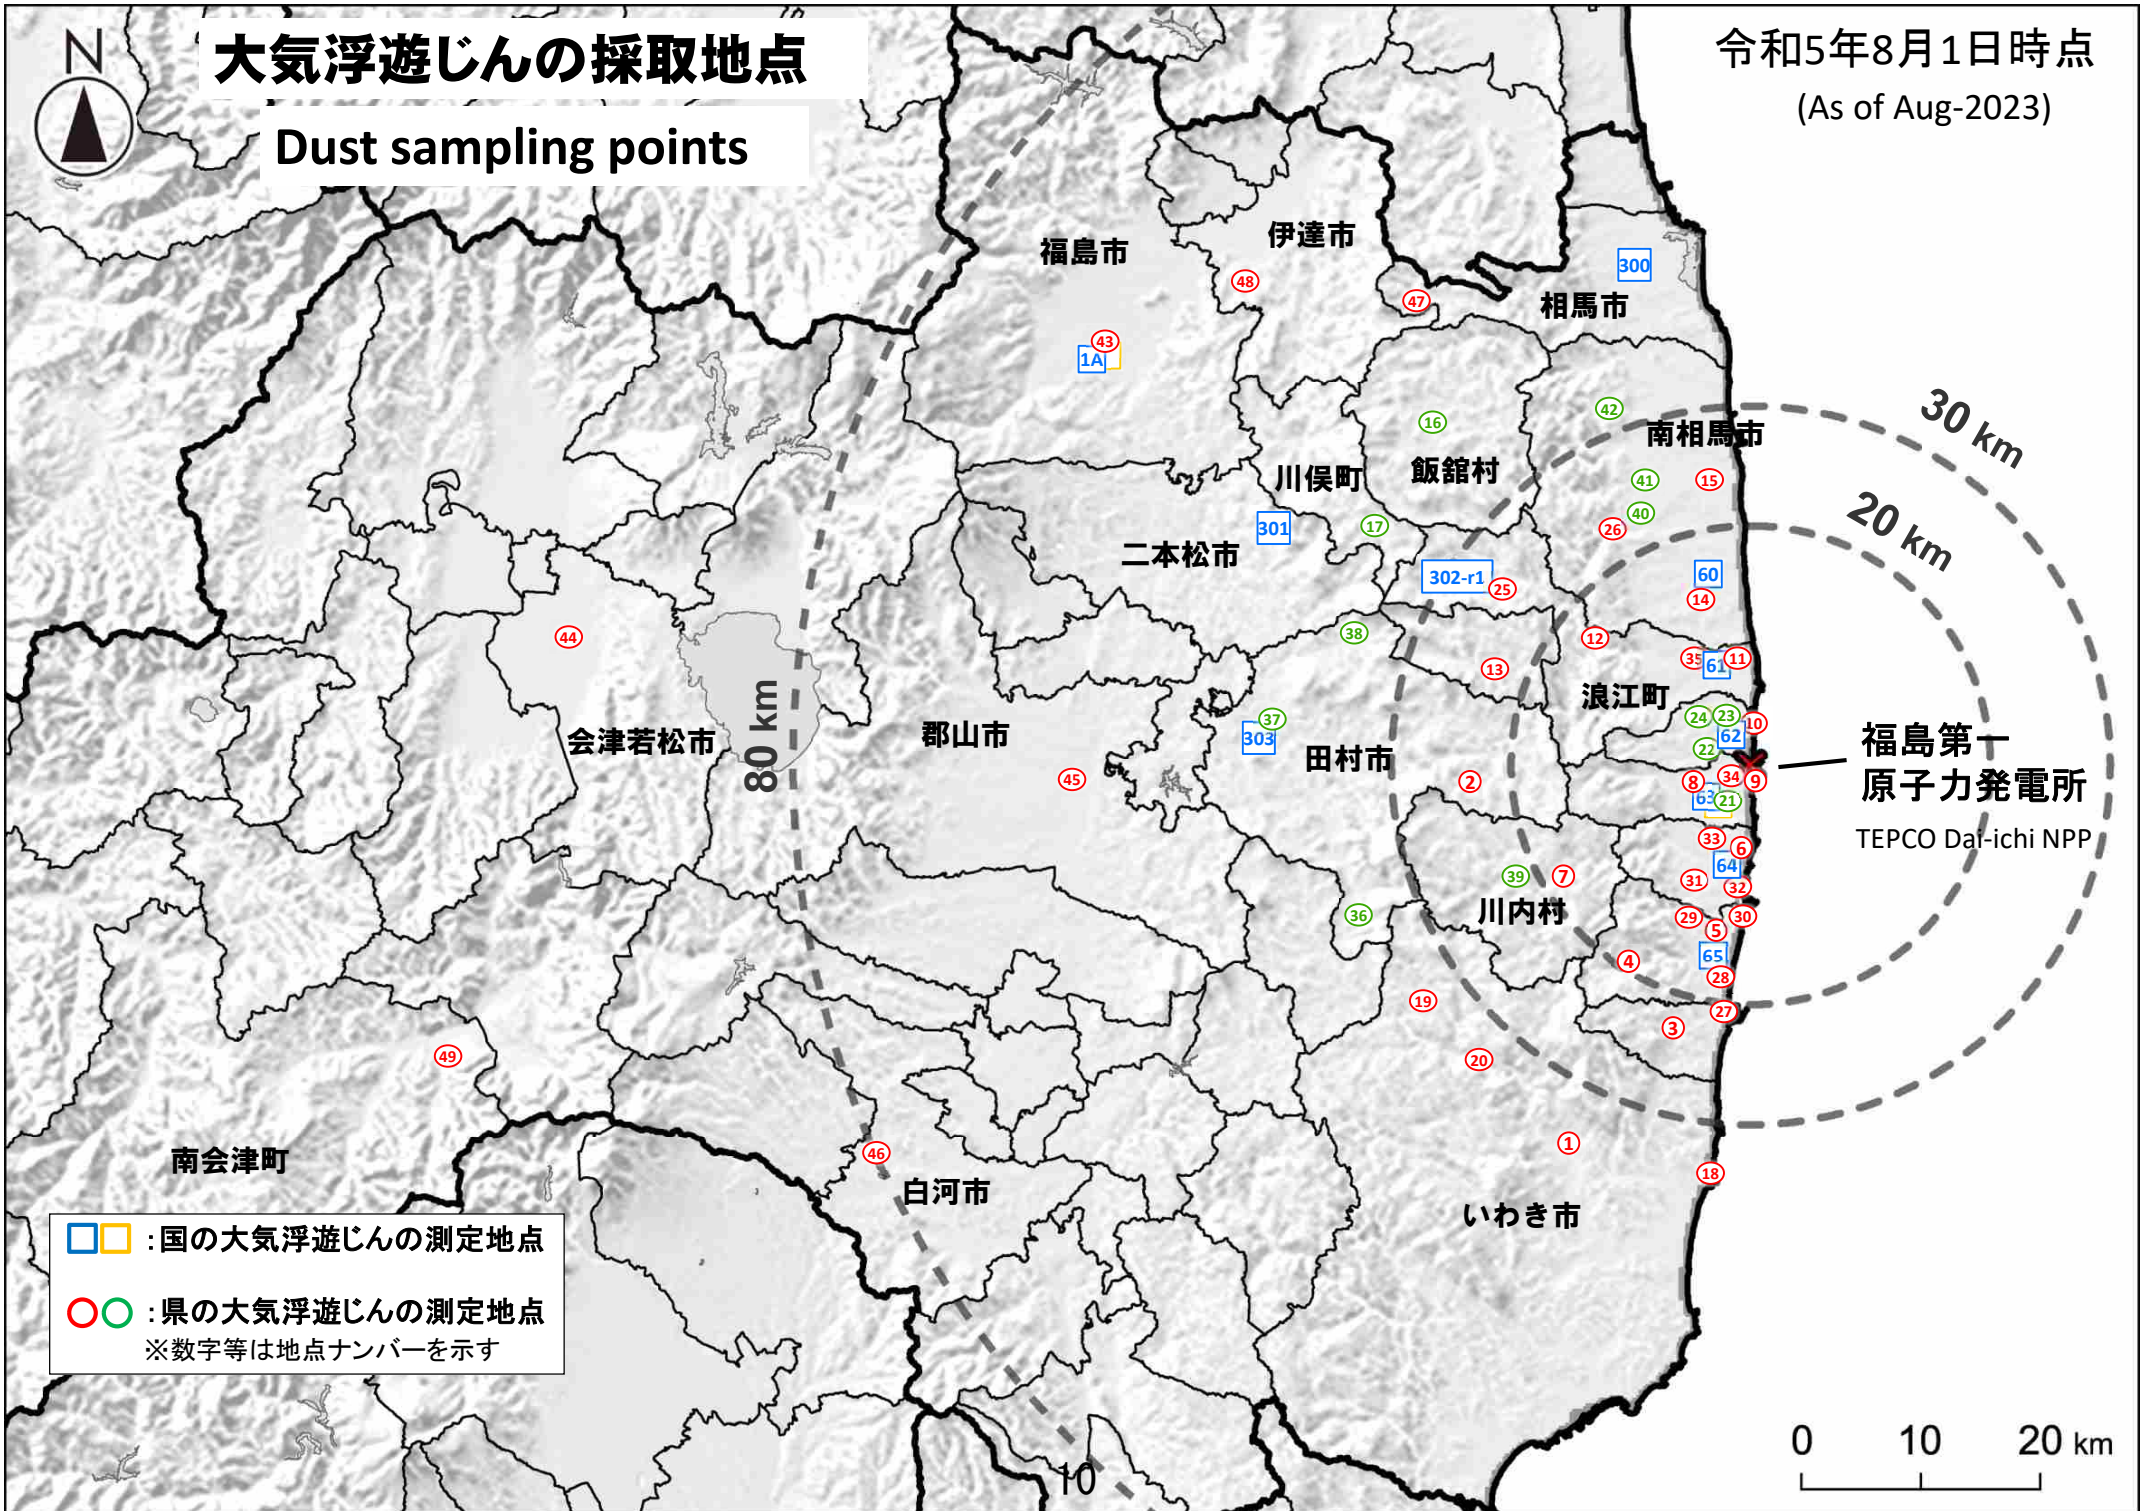 N
大気浮遊じんの採取地点
Dust sampling points
令和5年8月1日時点
(As of Aug-2023)
福島市
伊達市
300
相馬市
48
47
43
1A
30 km
42
16
南相馬市
川俣町
飯舘村
41
15
20 km
40
301
17
26
二本松市
302-r1
25
60
14
44
38
12
35
61
11
13
浪江町
80 km
会津若松市
郡山市
37
303
田村市
24
23
10
62
22
福島第一
原子力発電所
TEPCO Dai-ichi NPP
45
2
8
34
9
63
21
33
6
64
39
7
31
32
川内村
36
29
30
5
65
4
28
19
27
3
49
20
1
46
南会津町
白河市
18
いわき市
:国の大気浮遊じんの測定地点
:県の大気浮遊じんの測定地点
※数字等は地点ナンバーを示す
10
0 10 20 km